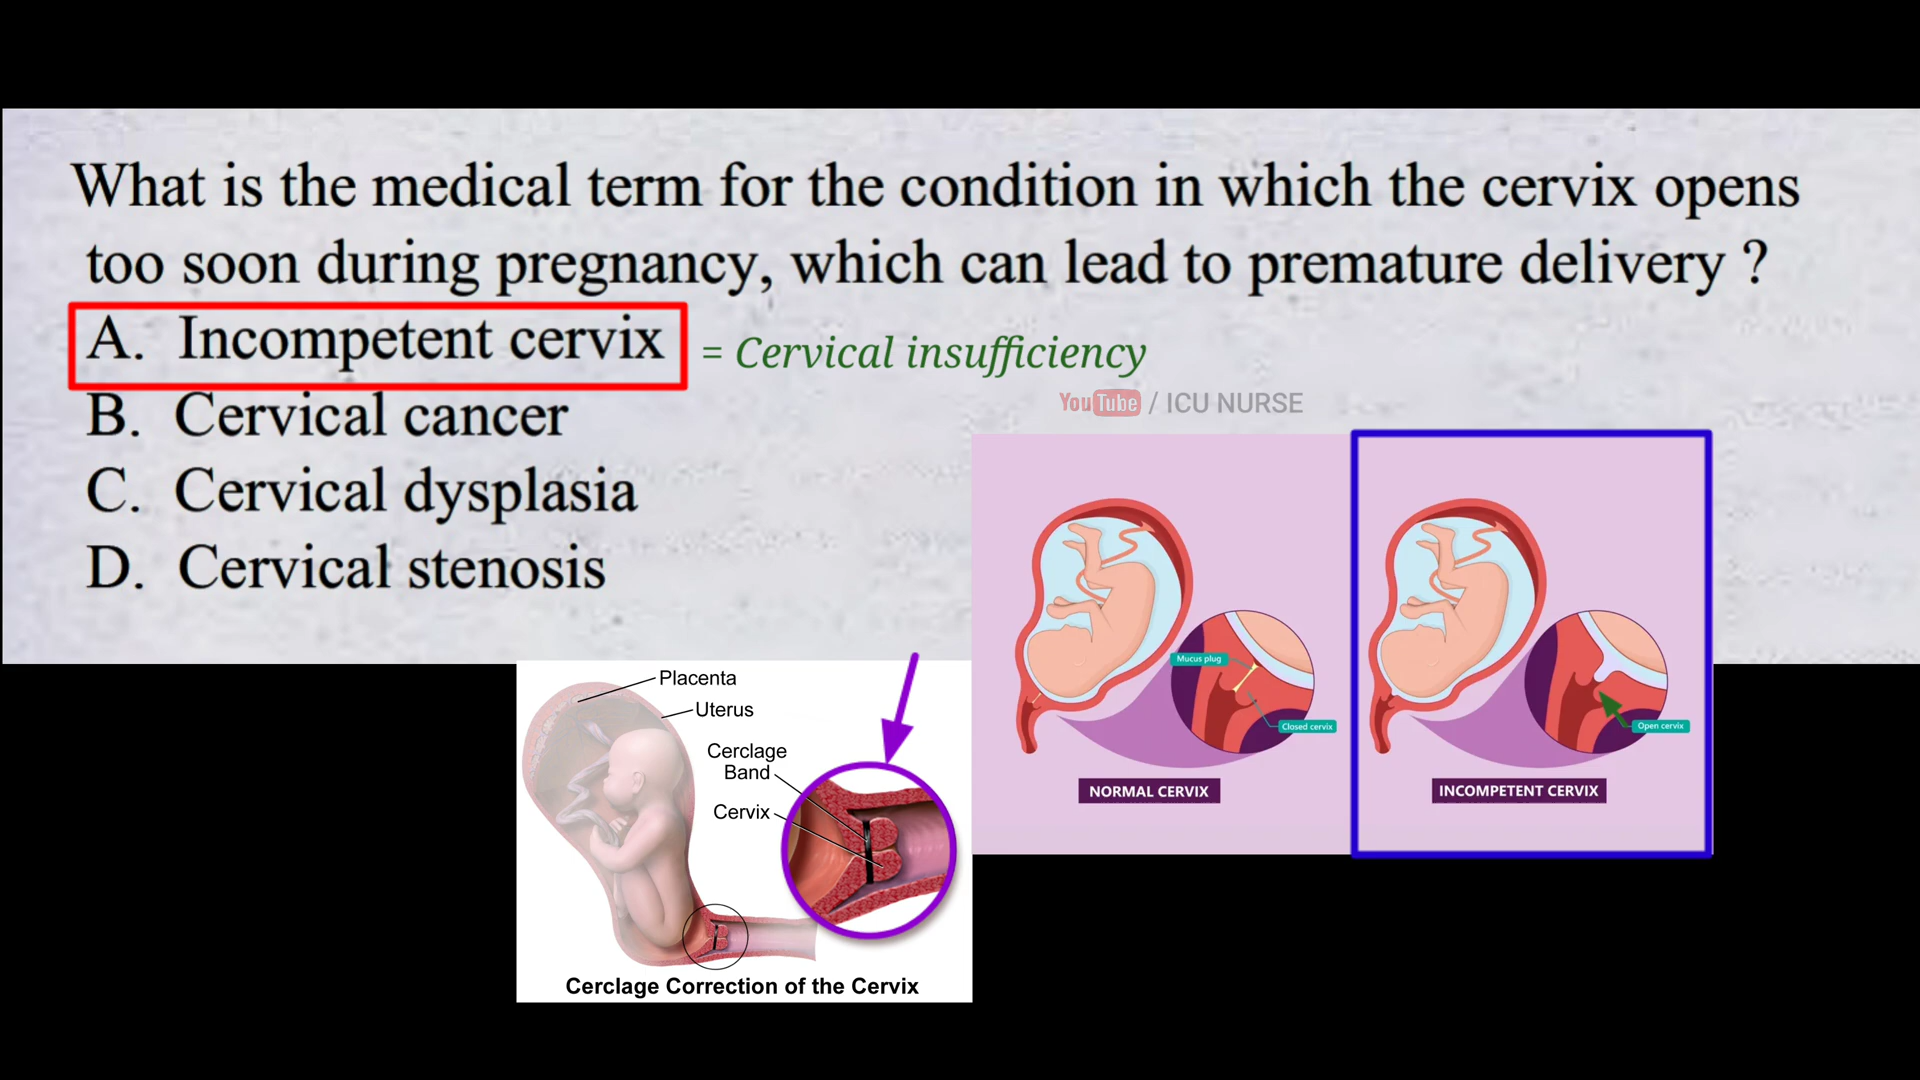 What is the medical term for the condition in which the cervix opens
too soon during pregnancy, which can lead to premature delivery ?
A. Incompetent cervix = Cervical insufficiency
YouTube / ICU NURSE
B. Cervical cancer
C. Cervical dysplasia
D. Cervical stenosis
Placenta
Uterus
Cerclage
Band
Cervix
Cerclage Correction of the Cervix
Mucus plug
Closed cervix
NORMAL CERVIX
Open cervix
INCOMPETENT CERVIX